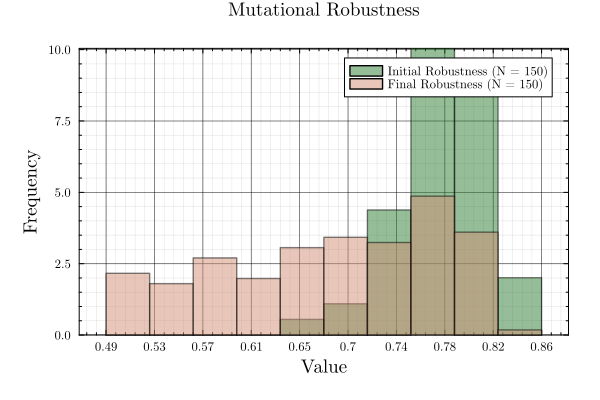 Mutational Robustness
10.0
7.5
5.0
2.5
0.0
Frequency
Initial Robustness (N = 150)
Final Robustness (N = 150)
0.49 0.53 0.57 0.61 0.65 0.7 0.74 0.78 0.82 0.86
Value